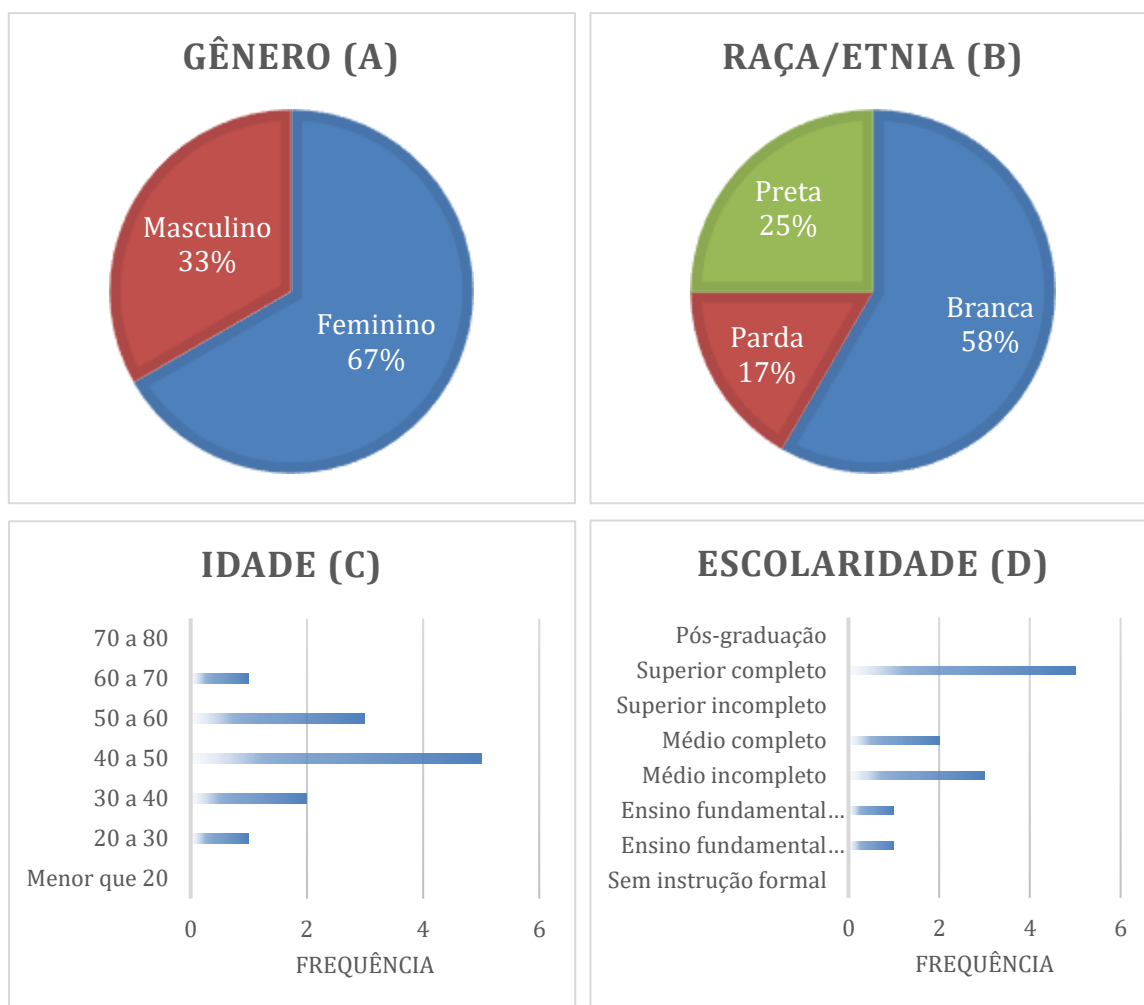 GÊNERO (A)
Masculino
33%
Feminino
67%
RAÇA/ETNIA (B)
Preta
25%
Parda
17%
Branca
58%
IDADE (C)
70 a 80
60 a 70
50 a 60
40 a 50
30 a 40
20 a 30
Menor que 20
0 2 4 6
FREQUÊNCIA
ESCOLARIDADE (D)
Pós-graduação
Superior completo
Superior incompleto
Médio completo
Médio incompleto
Ensino fundamental...
Ensino fundamental...
Sem instrução formal
0 2 4 6
FREQUÊNCIA